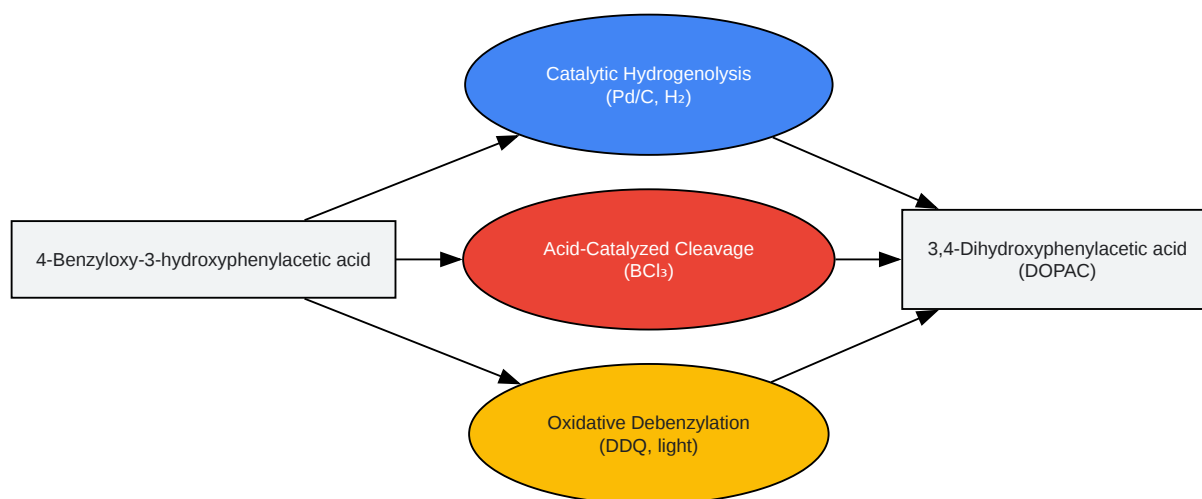 Catalytic Hydrogenolysis
(Pd/C, H₂)
4-Benzyloxy-3-hydroxyphenylacetic acid
Acid-Catalyzed Cleavage
(BCl₃)
3,4-Dihydroxyphenylacetic acid
(DOPAC)
Oxidative Debenzylation
(DDQ, light)